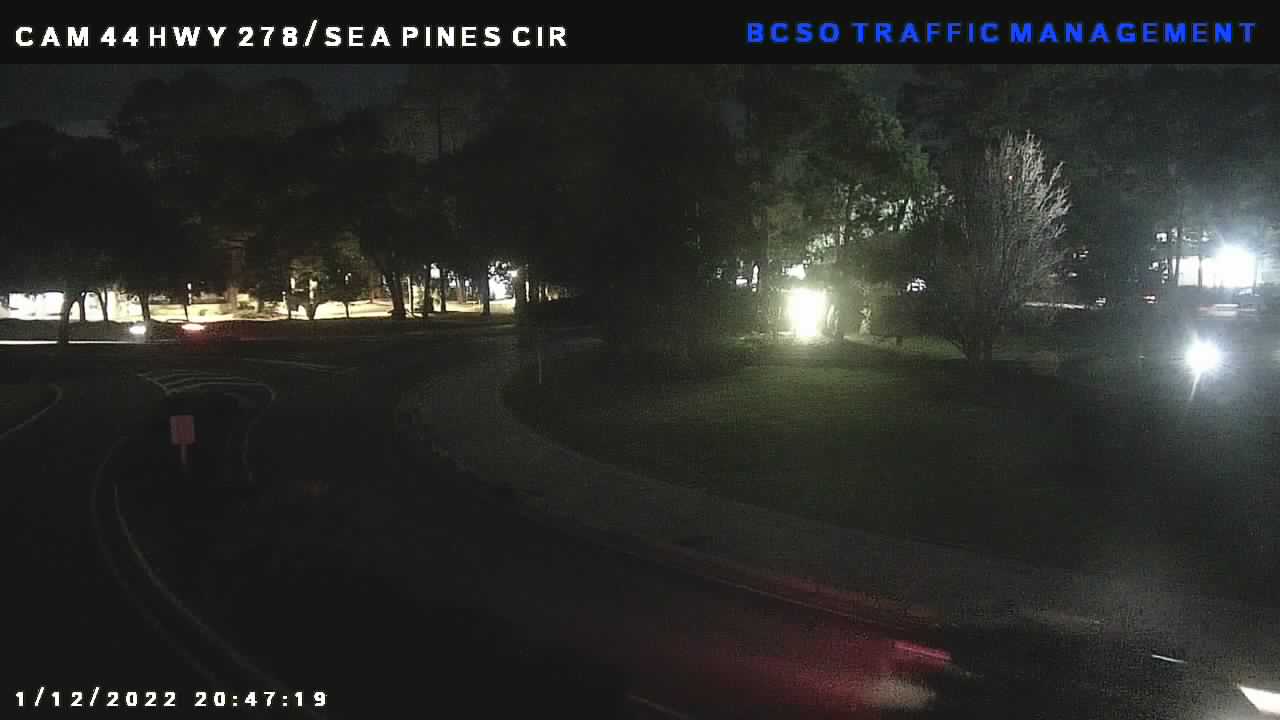 CAM 44 HWY 278/SEA PINES CIR
BCSO TRAFFIC MANAGEMENT
1/12/2022 20:47:19